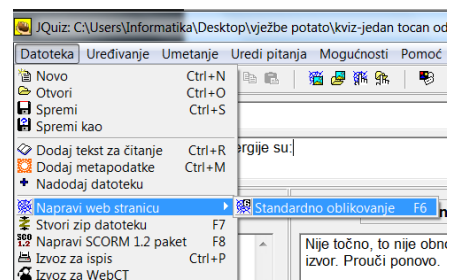 JQuiz: C:\Users\Informatika\Desktop\vježbe potato\kviz-jedan tocan od
Datoteka Uređivanje Umetanje Uredi pitanja Mogućnosti Pomoć
Novo Ctrl+N
Otvori Ctrl+O
Spremi Ctrl+S
Spremi kao
Dodaj tekst za čitanje Ctrl+R
ergije su:
Dodaj metapodatke Ctrl+M
Nadodaj datoteku
Napravi web stranicu
Standardno oblikovanje F6
Stvori zip datoteku F7
Napravi SCORM 1.2 paket F8
Nije točno, to nije obno
Izvoz za ispis Ctrl+P
izvor. Prouči ponovo.
Izvoz za WebCT